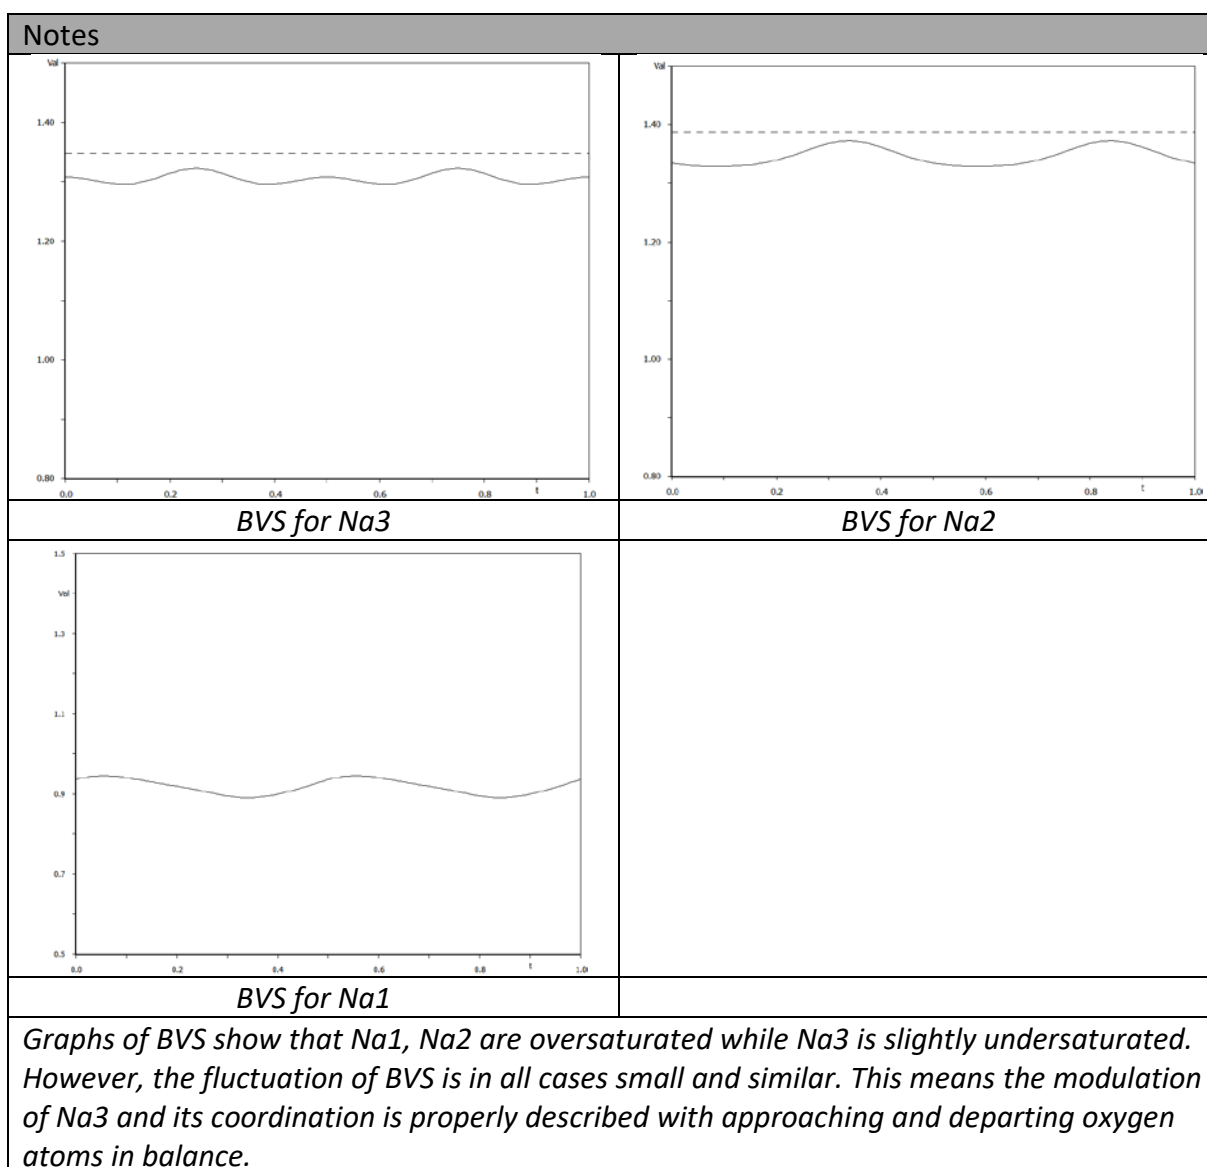 Notes
Val
1.40
1.20
1.00
0.80
0.0 0.2 0.4 0.6 0.8 t 1.0
Val
1.40
1.20
1.00
0.80
0.0 0.2 0.4 0.6 0.8 t 1.0
BVS for Na3
BVS for Na2
1.5
Val
1.3
1.1
0.9
0.7
0.5
0.0 0.2 0.4 0.6 0.8 t 1.0
BVS for Na1
Graphs of BVS show that Na1, Na2 are oversaturated while Na3 is slightly undersaturated.
However, the fluctuation of BVS is in all cases small and similar. This means the modulation
of Na3 and its coordination is properly described with approaching and departing oxygen
atoms in balance.